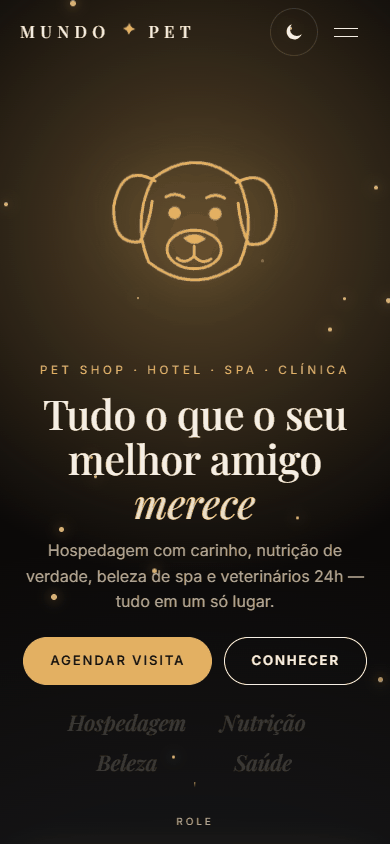 MUNDO ✦ PET
PET SHOP · HOTEL · SPA · CLÍNICA
Tudo o que o seu
melhor amigo
merece
Hospedagem com carinho, nutrição de
verdade, beleza de spa e veterinários 24h —
tudo em um só lugar.
AGENDAR VISITA
CONHECER
Hospedagem
Nutrição
Beleza
Saúde
ROLE